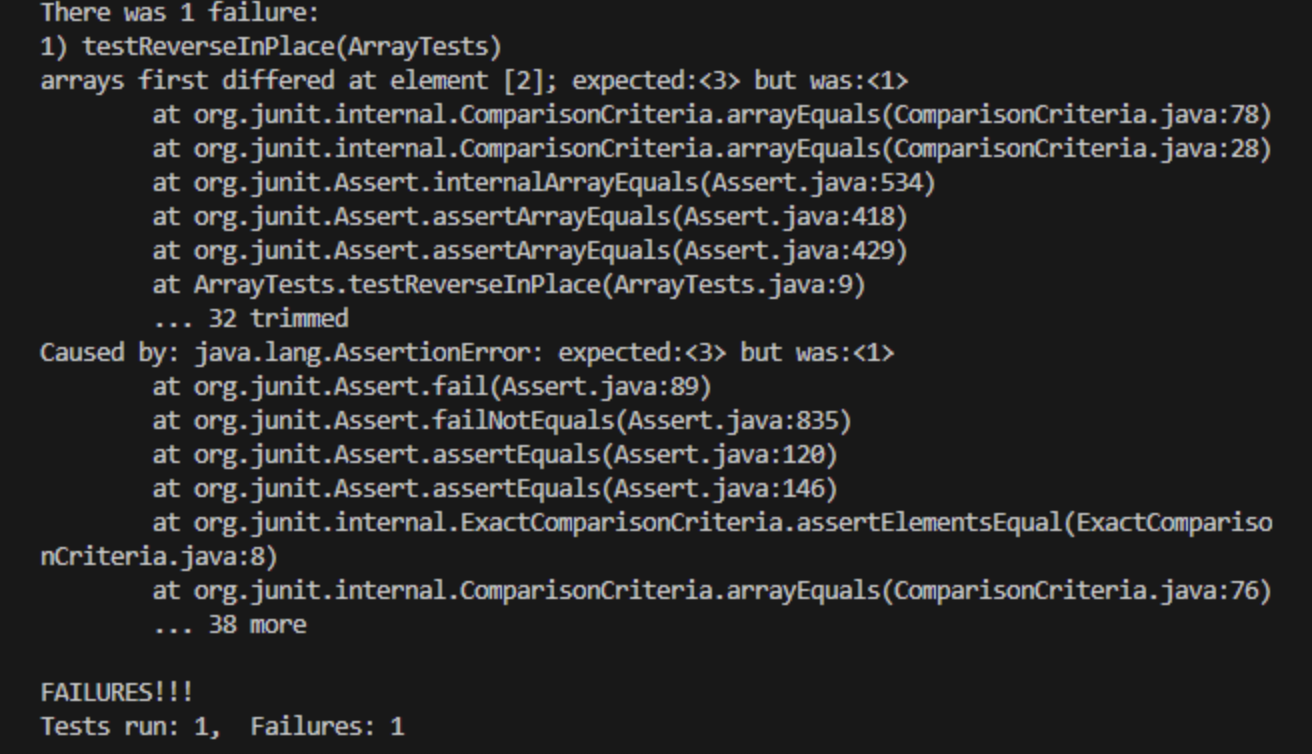 There was 1 failure:
1) testReverseInPlace(ArrayTests)
arrays first differed at element [2]; expected:<3> but was:<1>
        at org.junit.internal.ComparisonCriteria.arrayEquals(ComparisonCriteria.java:78)
        at org.junit.internal.ComparisonCriteria.arrayEquals(ComparisonCriteria.java:28)
        at org.junit.Assert.internalArrayEquals(Assert.java:534)
        at org.junit.Assert.assertArrayEquals(Assert.java:418)
        at org.junit.Assert.assertArrayEquals(Assert.java:429)
        at ArrayTests.testReverseInPlace(ArrayTests.java:9)
        ... 32 trimmed
Caused by: java.lang.AssertionError: expected:<3> but was:<1>
        at org.junit.Assert.fail(Assert.java:89)
        at org.junit.Assert.failNotEquals(Assert.java:835)
        at org.junit.Assert.assertEquals(Assert.java:120)
        at org.junit.Assert.assertEquals(Assert.java:146)
        at org.junit.internal.ExactComparisonCriteria.assertElementsEqual(ExactCompariso
nCriteria.java:8)
        at org.junit.internal.ComparisonCriteria.arrayEquals(ComparisonCriteria.java:76)
        ... 38 more

FAILURES!!!
Tests run: 1,  Failures: 1